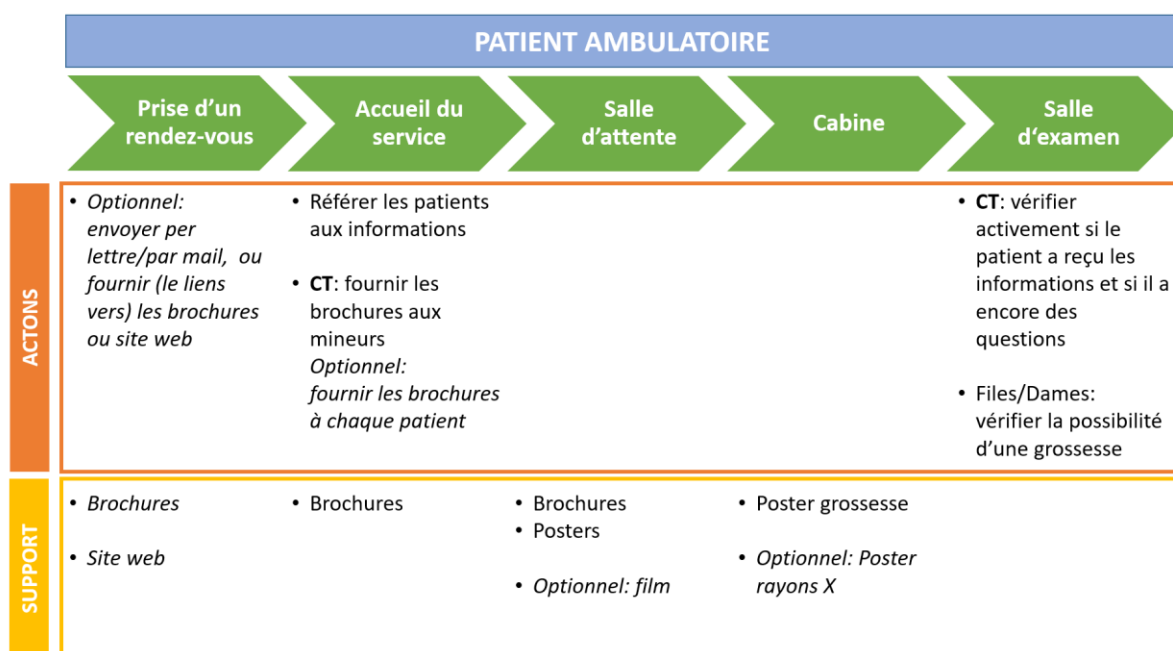 PATIENT AMBULATOIRE
Prise d’un
rendez-vous
Accueil du
service
Salle
d’attente
Cabine
Salle
d‘examen
ACTONS
• Optionnel:
envoyer per
lettre/par mail, ou
fournir (le liens
vers) les brochures
ou site web
• Référer les patients
aux informations
• CT: fournir les
brochures aux
mineurs
Optionnel:
fournir les brochures
à chaque patient
• CT: vérifier
activement si le
patient a reçu les
informations et si il a
encore des
questions
• Files/Dames:
vérifier la possibilité
d’une grossesse
SUPPORT
• Brochures
• Site web
• Brochures
• Brochures
• Posters
• Optionnel: film
• Poster grossesse
• Optionnel: Poster
rayons X